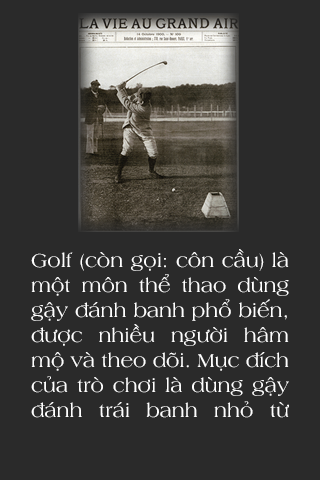 LA VIE AU GRAND AIR
Golf (còn gọi: côn cầu) là
một môn thể thao dùng
gậy đánh banh phổ biến,
được nhiều người hâm
mộ và theo dõi. Mục đích
của trò chơi là dùng gậy
đánh trái banh nhỏ từ